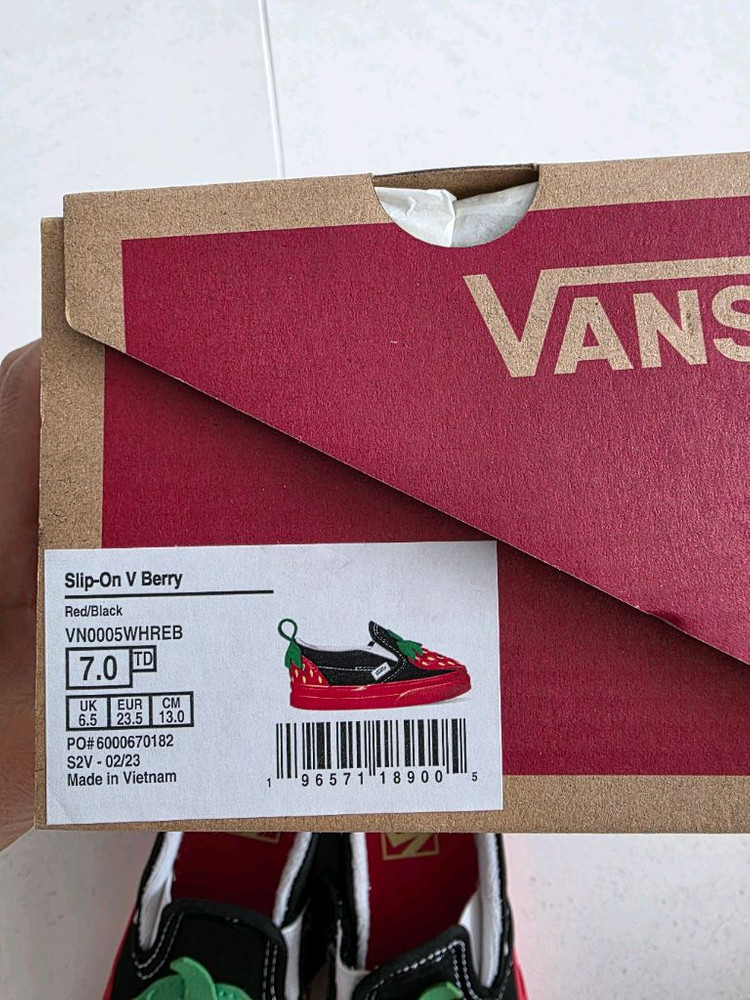 VANS
Slip-On V Berry
Red/Black
VN0005WHREB
7.0 TD
UK EUR CM
6.5 23.5 13.0
PO# 6000670182
S2V - 02/23
Made in Vietnam
1 96571 18900 5